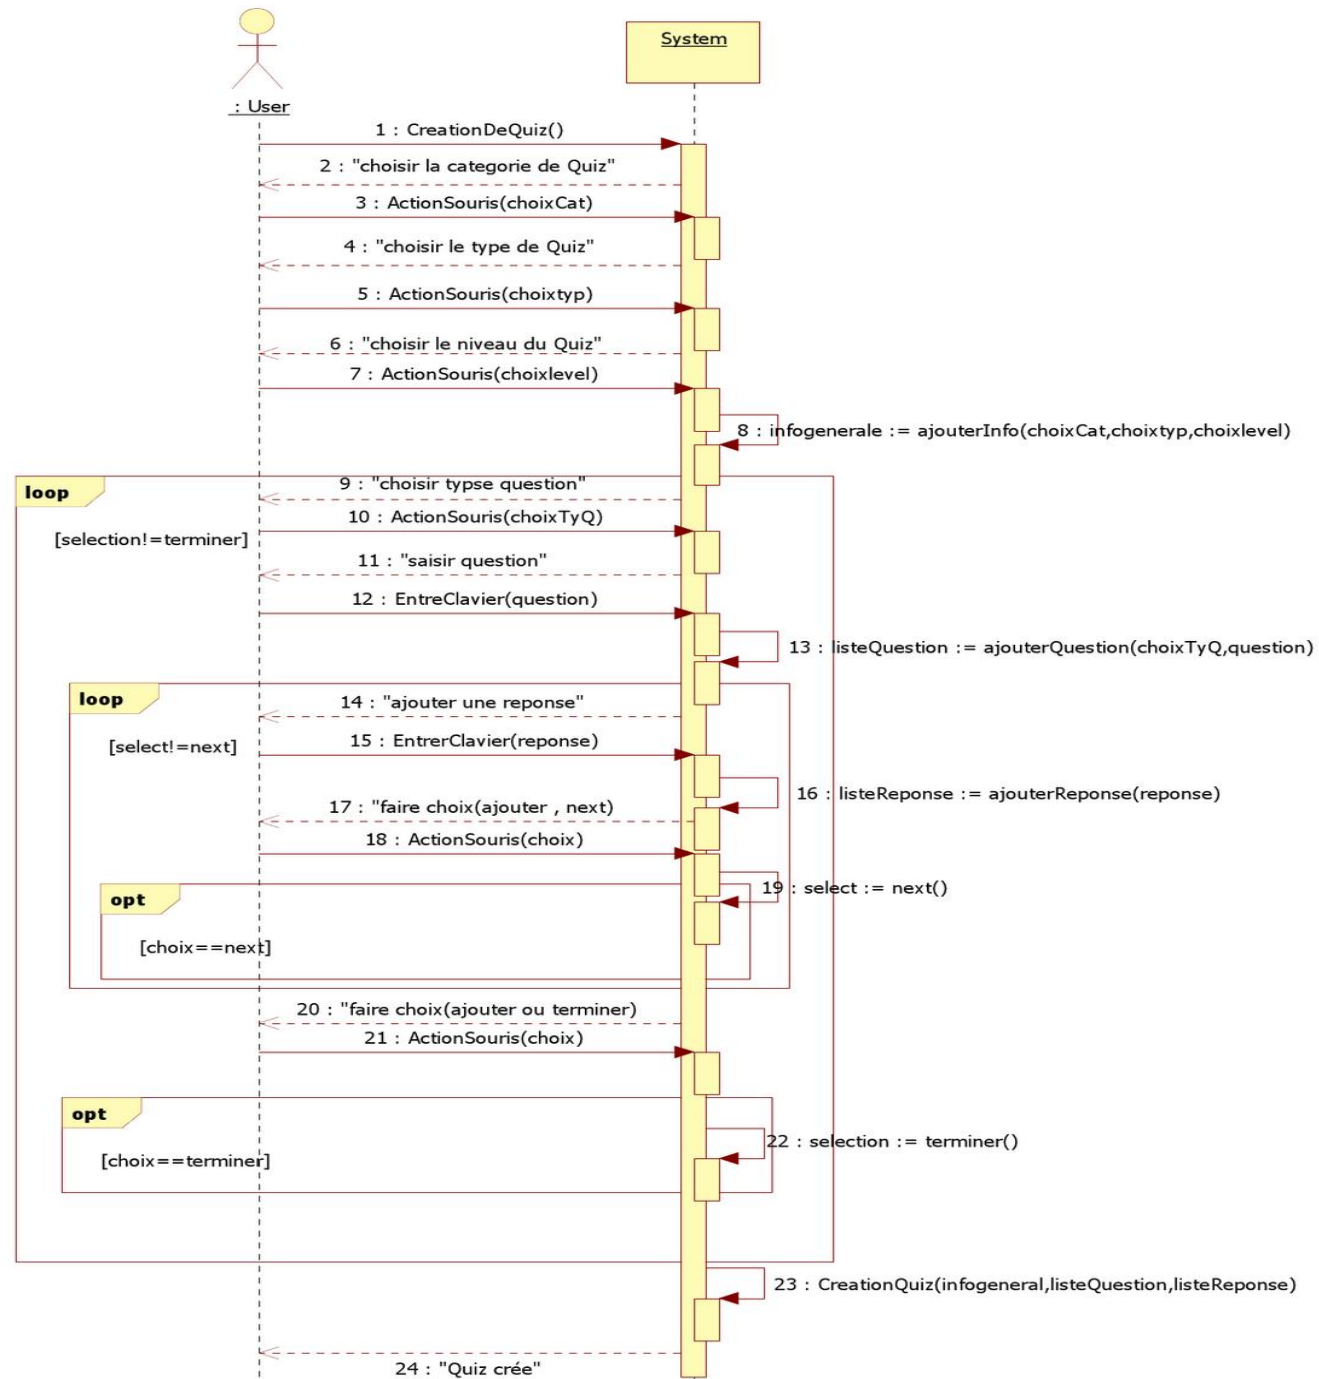 System
: User
1 : CreationDeQuiz()
2 : "choisir la categorie de Quiz"
3 : ActionSouris(choixCat)
4 : "choisir le type de Quiz"
5 : ActionSouris(choixtyp)
6 : "choisir le niveau du Quiz"
7 : ActionSouris(choixlevel)
8 : infogenerale := ajouterInfo(choixCat,choixtyp,choixlevel)
loop
9 : "choisir typse question"
10 : ActionSouris(choixTyQ)
[selection!=terminer]
11 : "saisir question"
12 : EntreClavier(question)
13 : listeQuestion := ajouterQuestion(choixTyQ,question)
loop
14 : "ajouter une reponse"
15 : EntrerClavier(reponse)
[select!=next]
16 : listeReponse := ajouterReponse(reponse)
17 : "faire choix(ajouter , next)
18 : ActionSouris(choix)
19 : select := next()
opt
[choix==next]
20 : "faire choix(ajouter ou terminer)
21 : ActionSouris(choix)
opt
22 : selection := terminer()
[choix==terminer]
23 : CreationQuiz(infogeneral,listeQuestion,listeReponse)
24 : "Quiz crée"